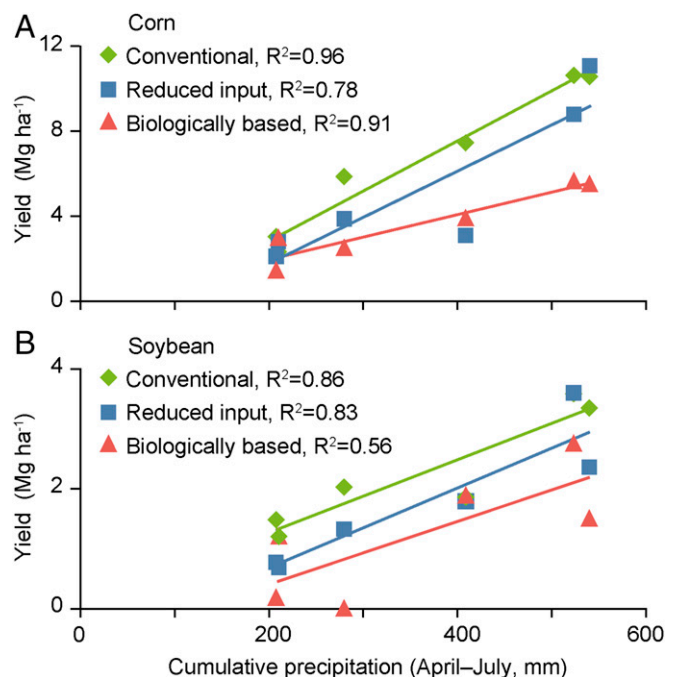 A
Corn
12
Conventional, R²=0.96
Reduced input, R²=0.78
Biologically based, R²=0.91
8
4
0
Yield (Mg ha⁻¹)
B
Soybean
4
Conventional, R²=0.86
Reduced input, R²=0.83
Biologically based, R²=0.56
2
0
Yield (Mg ha⁻¹)
0 200 400 600
Cumulative precipitation (April–July, mm)